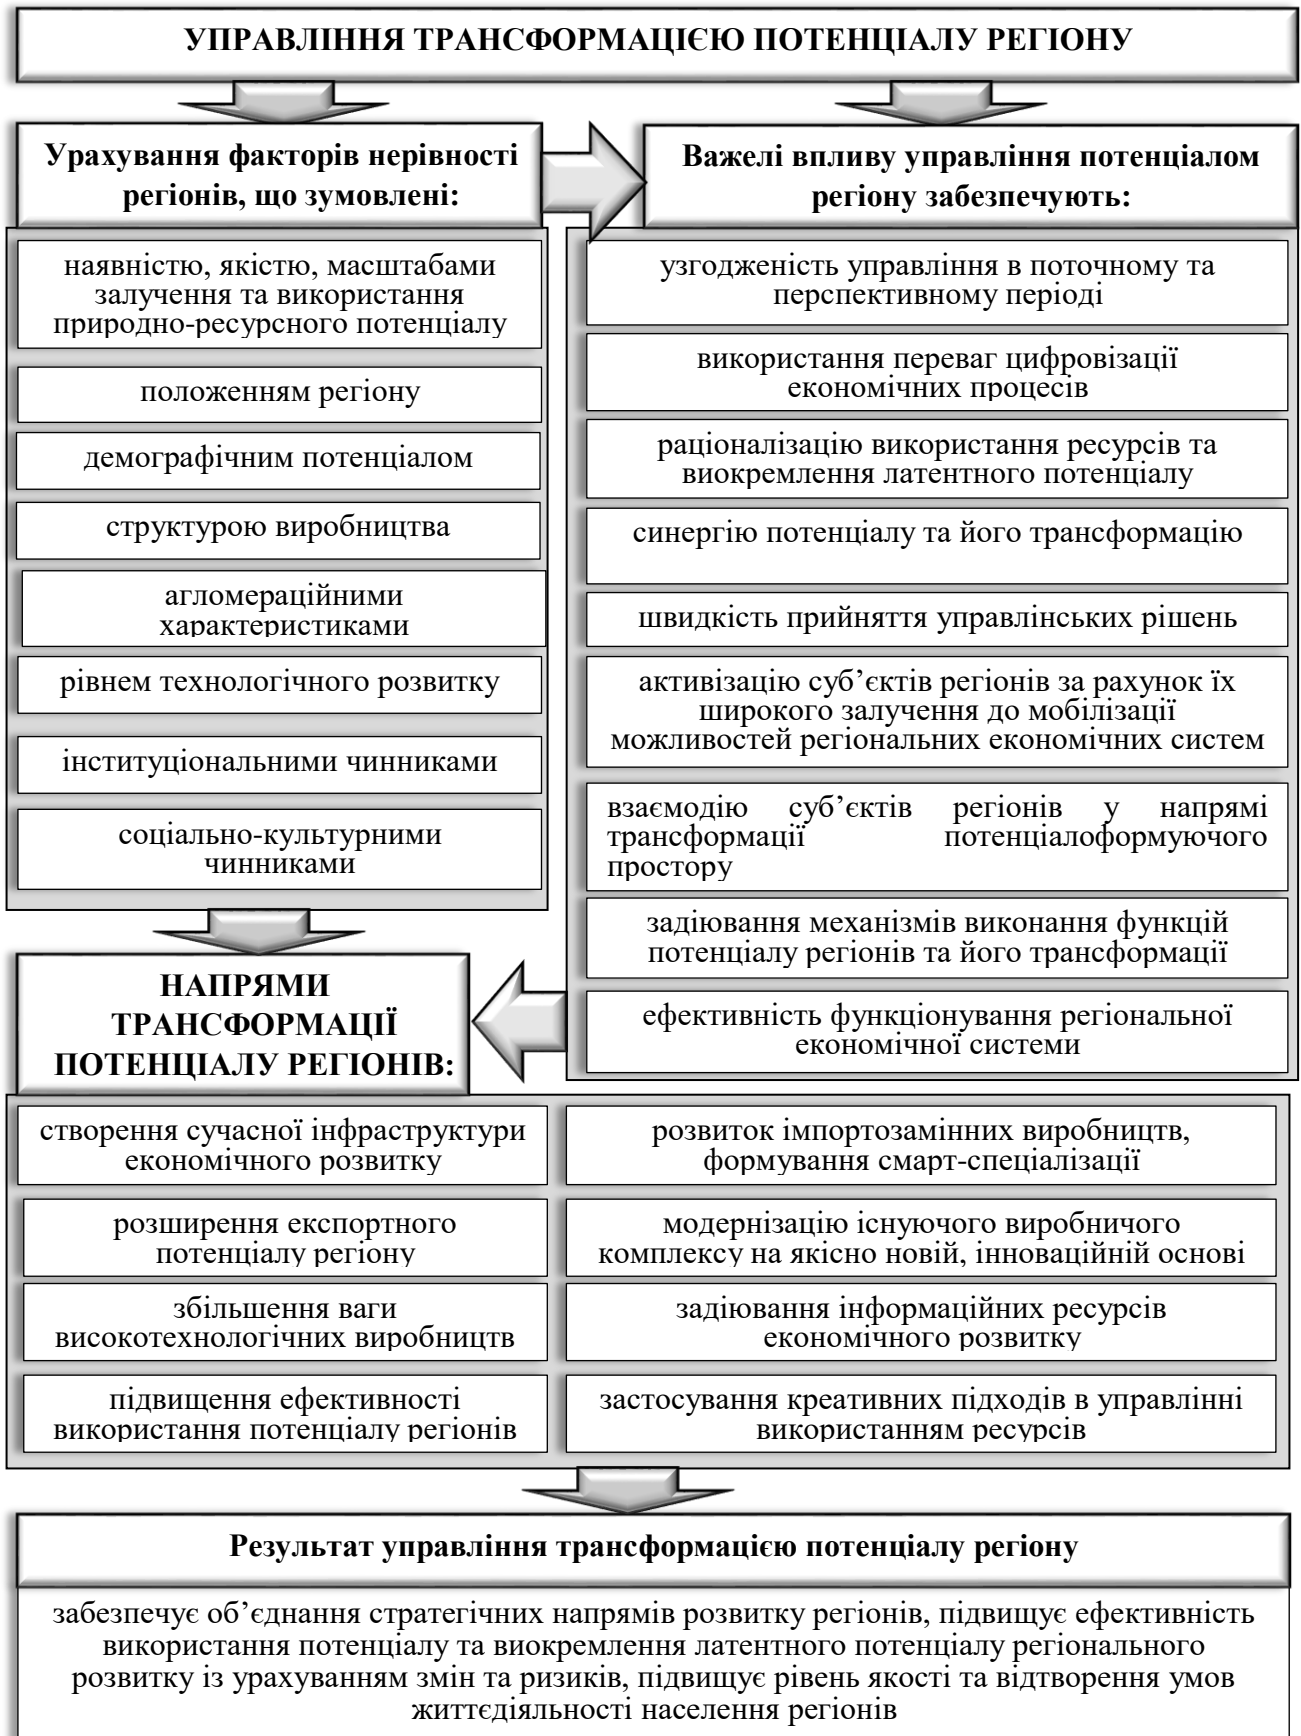 УПРАВЛІННЯ ТРАНСФОРМАЦІЄЮ ПОТЕНЦІАЛУ РЕГІОНУ
Урахування факторів нерівності
регіонів, що зумовлені:
наявністю, якістю, масштабами
залучення та використання
природно-ресурсного потенціалу
положенням регіону
демографічним потенціалом
структурою виробництва
агломераційними
характеристиками
рівнем технологічного розвитку
інституціональними чинниками
соціально-культурними
чинниками
Важелі впливу управління потенціалом
регіону забезпечують:
узгодженість управління в поточному та
перспективному періоді
використання переваг цифровізації
економічних процесів
раціоналізацію використання ресурсів та
виокремлення латентного потенціалу
синергію потенціалу та його трансформацію
швидкість прийняття управлінських рішень
активізацію суб’єктів регіонів за рахунок їх
широкого залучення до мобілізації
можливостей регіональних економічних систем
взаємодію суб’єктів регіонів у напрямі
трансформації потенціалоформуючого
простору
задіювання механізмів виконання функцій
потенціалу регіонів та його трансформації
ефективність функціонування регіональної
економічної системи
НАПРЯМИ
ТРАНСФОРМАЦІЇ
ПОТЕНЦІАЛУ РЕГІОНІВ:
створення сучасної інфраструктури
економічного розвитку
розширення експортного
потенціалу регіону
збільшення ваги
високотехнологічних виробництв
підвищення ефективності
використання потенціалу регіонів
розвиток імпортозамінних виробництв,
формування смарт-спеціалізації
модернізацію існуючого виробничого
комплексу на якісно новій, інноваційній основі
задіювання інформаційних ресурсів
економічного розвитку
застосування креативних підходів в управлінні
використанням ресурсів
Результат управління трансформацією потенціалу регіону
забезпечує об’єднання стратегічних напрямів розвитку регіонів, підвищує ефективність
використання потенціалу та виокремлення латентного потенціалу регіонального
розвитку із урахуванням змін та ризиків, підвищує рівень якості та відтворення умов
життєдіяльності населення регіонів